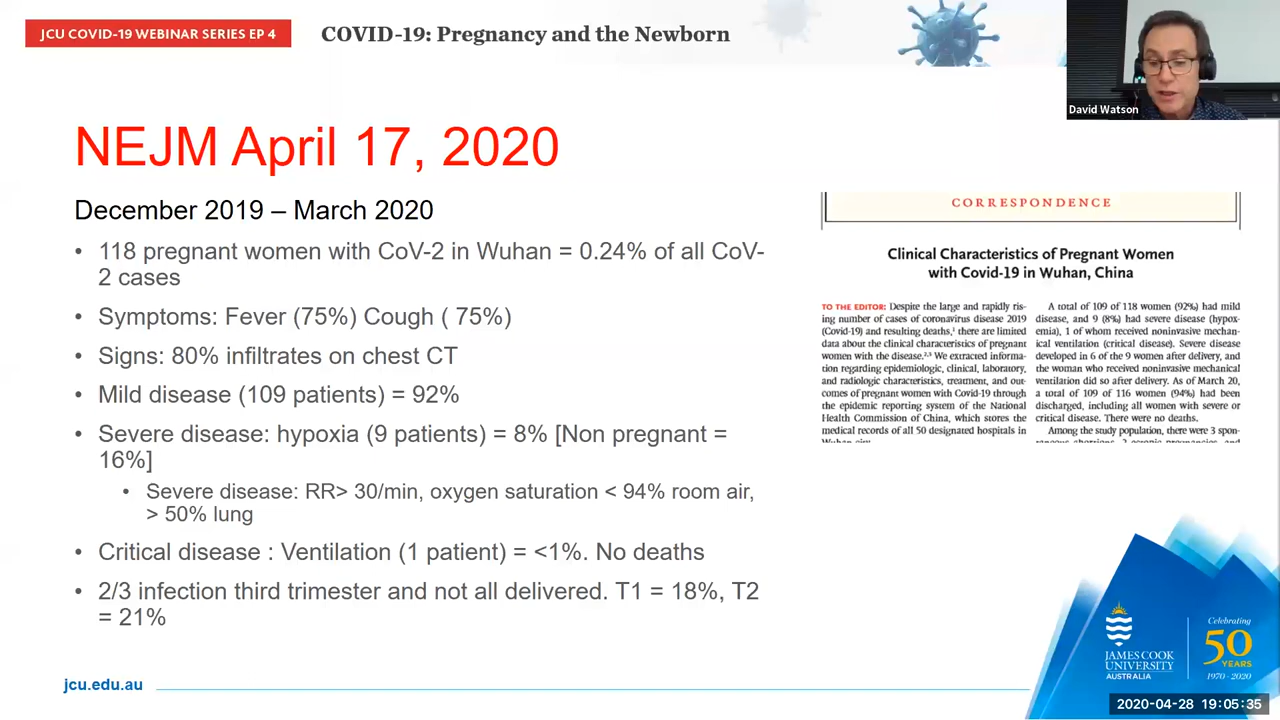 JCU COVID-19 WEBINAR SERIES EP 4
COVID-19: Pregnancy and the Newborn
David Watson
NEJM April 17, 2020
December 2019 – March 2020
• 118 pregnant women with CoV-2 in Wuhan = 0.24% of all CoV-
2 cases
• Symptoms: Fever (75%) Cough ( 75%)
• Signs: 80% infiltrates on chest CT
• Mild disease (109 patients) = 92%
• Severe disease: hypoxia (9 patients) = 8% [Non pregnant =
16%]
• Severe disease: RR> 30/min, oxygen saturation < 94% room air,
> 50% lung
• Critical disease : Ventilation (1 patient) = <1%. No deaths
• 2/3 infection third trimester and not all delivered. T1 = 18%, T2
= 21%
CORRESPONDENCE
Clinical Characteristics of Pregnant Women
with Covid-19 in Wuhan, China
TO THE EDITOR: Despite the large and rapidly ris-
ing number of cases of coronavirus disease 2019
(Covid-19) and resulting deaths,¹ there are limited
data about the clinical characteristics of pregnant
women with the disease.²,³ We extracted informa-
tion regarding epidemiologic, clinical, laboratory,
and radiologic characteristics, treatment, and out-
comes of pregnant women with Covid-19 through
the epidemic reporting system of the National
Health Commission of China, which stores the
medical records of all 50 designated hospitals in
Wuhan city
A total of 109 of 118 women (92%) had mild
disease, and 9 (8%) had severe disease (hypox-
emia), 1 of whom received noninvasive mechan-
ical ventilation (critical disease). Severe disease
developed in 6 of the 9 women after delivery, and
the woman who received noninvasive mechanical
ventilation did so after delivery. As of March 20,
a total of 109 of 116 women (94%) had been
discharged, including all women with severe or
critical disease. There were no deaths.
Among the study population, there were 3 spon-
jcu.edu.au
JAMES COOK
UNIVERSITY
AUSTRALIA
Celebrating
50
YEARS
1970 - 2020
2020-04-28 19:05:35